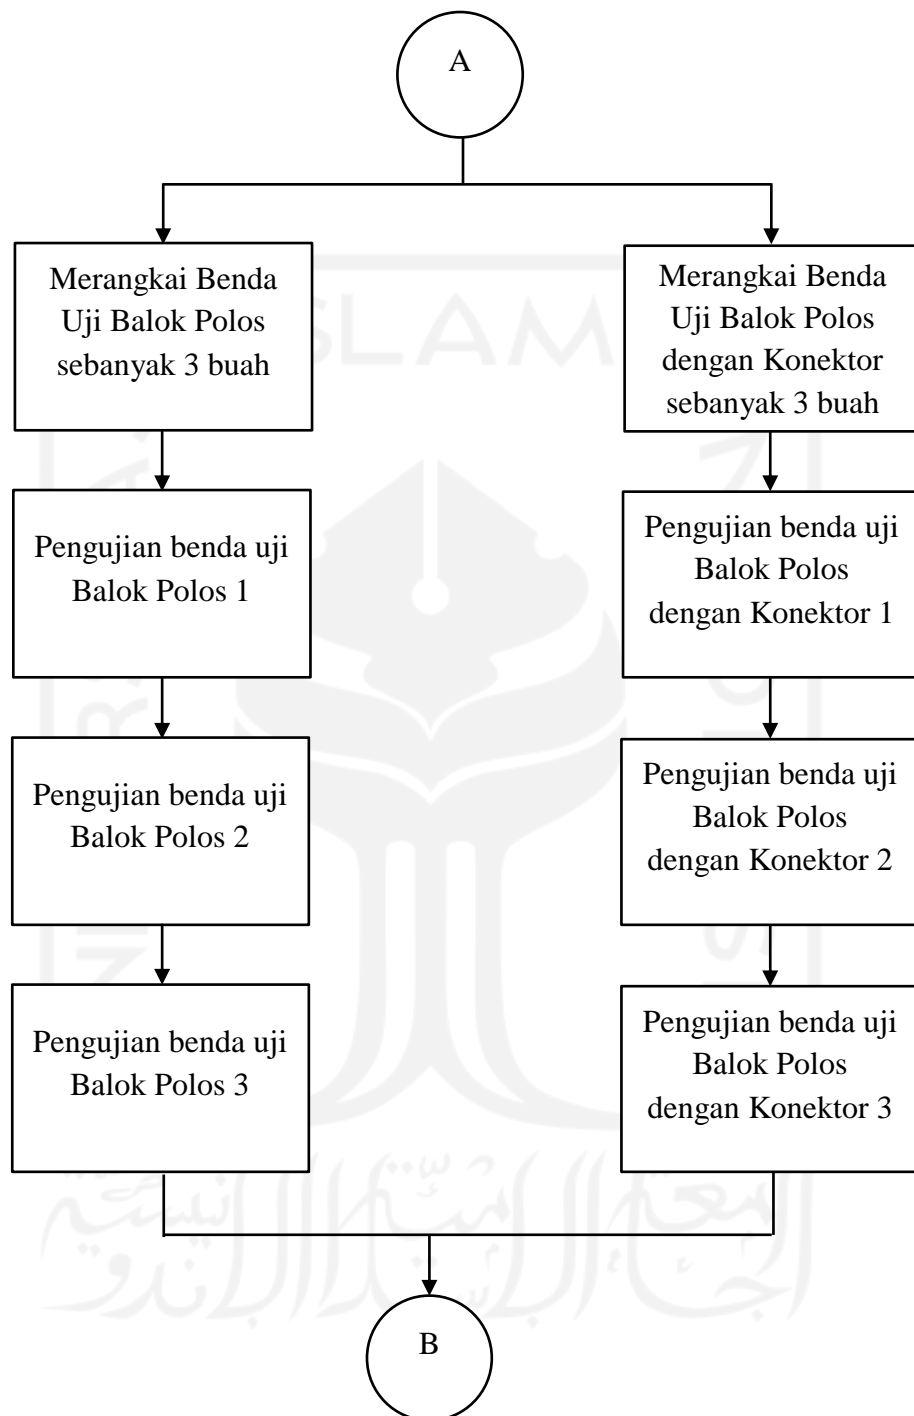 A
Merangkai Benda
Uji Balok Polos
sebanyak 3 buah
Merangkai Benda
Uji Balok Polos
dengan Konektor
sebanyak 3 buah
Pengujian benda uji
Balok Polos 1
Pengujian benda uji
Balok Polos
dengan Konektor 1
Pengujian benda uji
Balok Polos 2
Pengujian benda uji
Balok Polos
dengan Konektor 2
Pengujian benda uji
Balok Polos 3
Pengujian benda uji
Balok Polos
dengan Konektor 3
B
SLAM